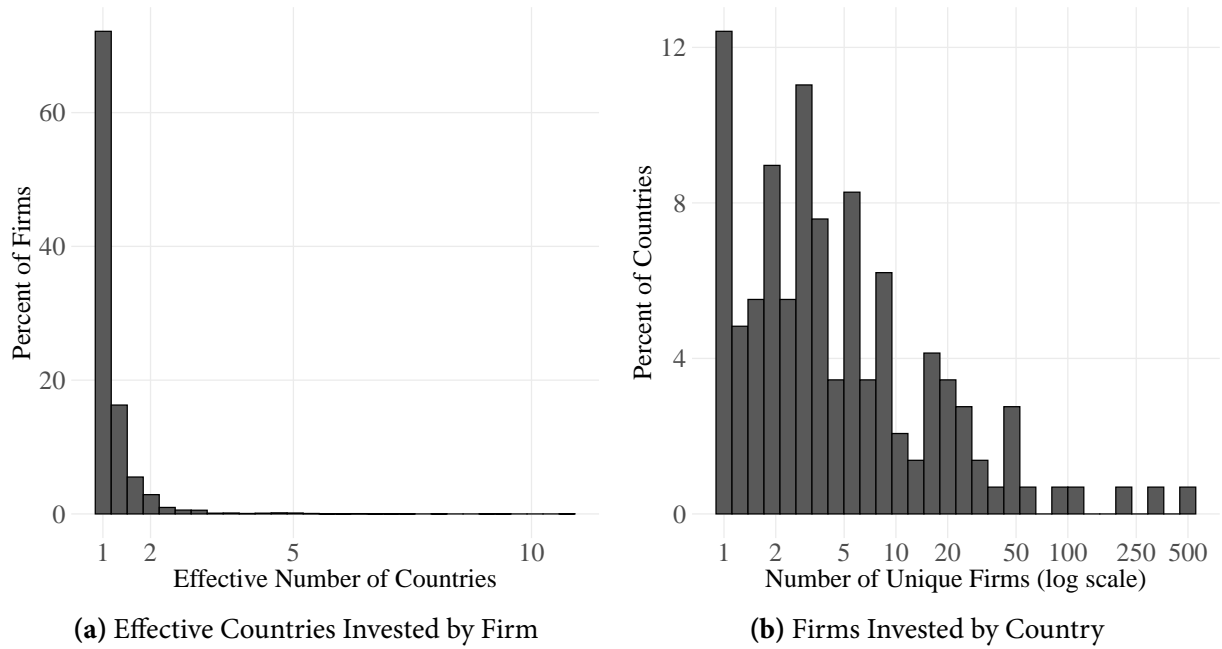 60
40
20
0
Percent of Firms
1 2 5 10
Effective Number of Countries
(a) Effective Countries Invested by Firm
12
8
4
0
Percent of Countries
1 2 5 10 20 50 100 250 500
Number of Unique Firms (log scale)
(b) Firms Invested by Country